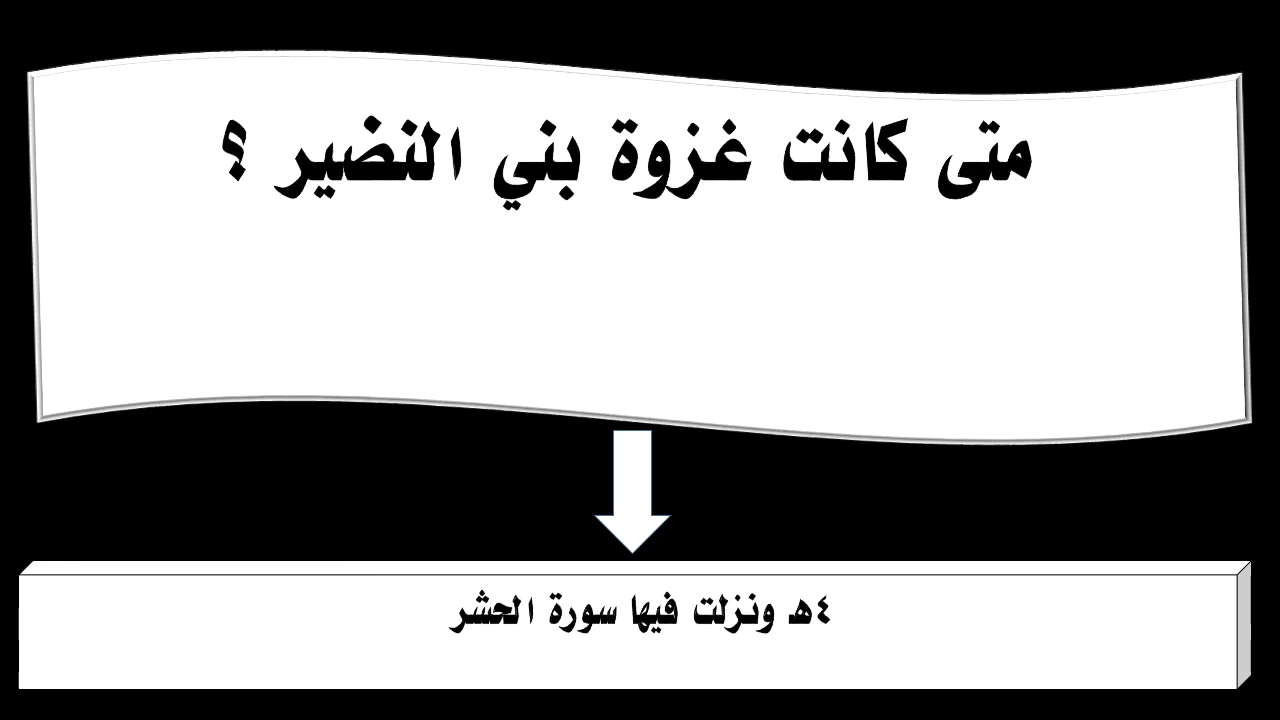 متى كانت غزوة بني النضير ؟
٤هـ ونزلت فيها سورة الحشر